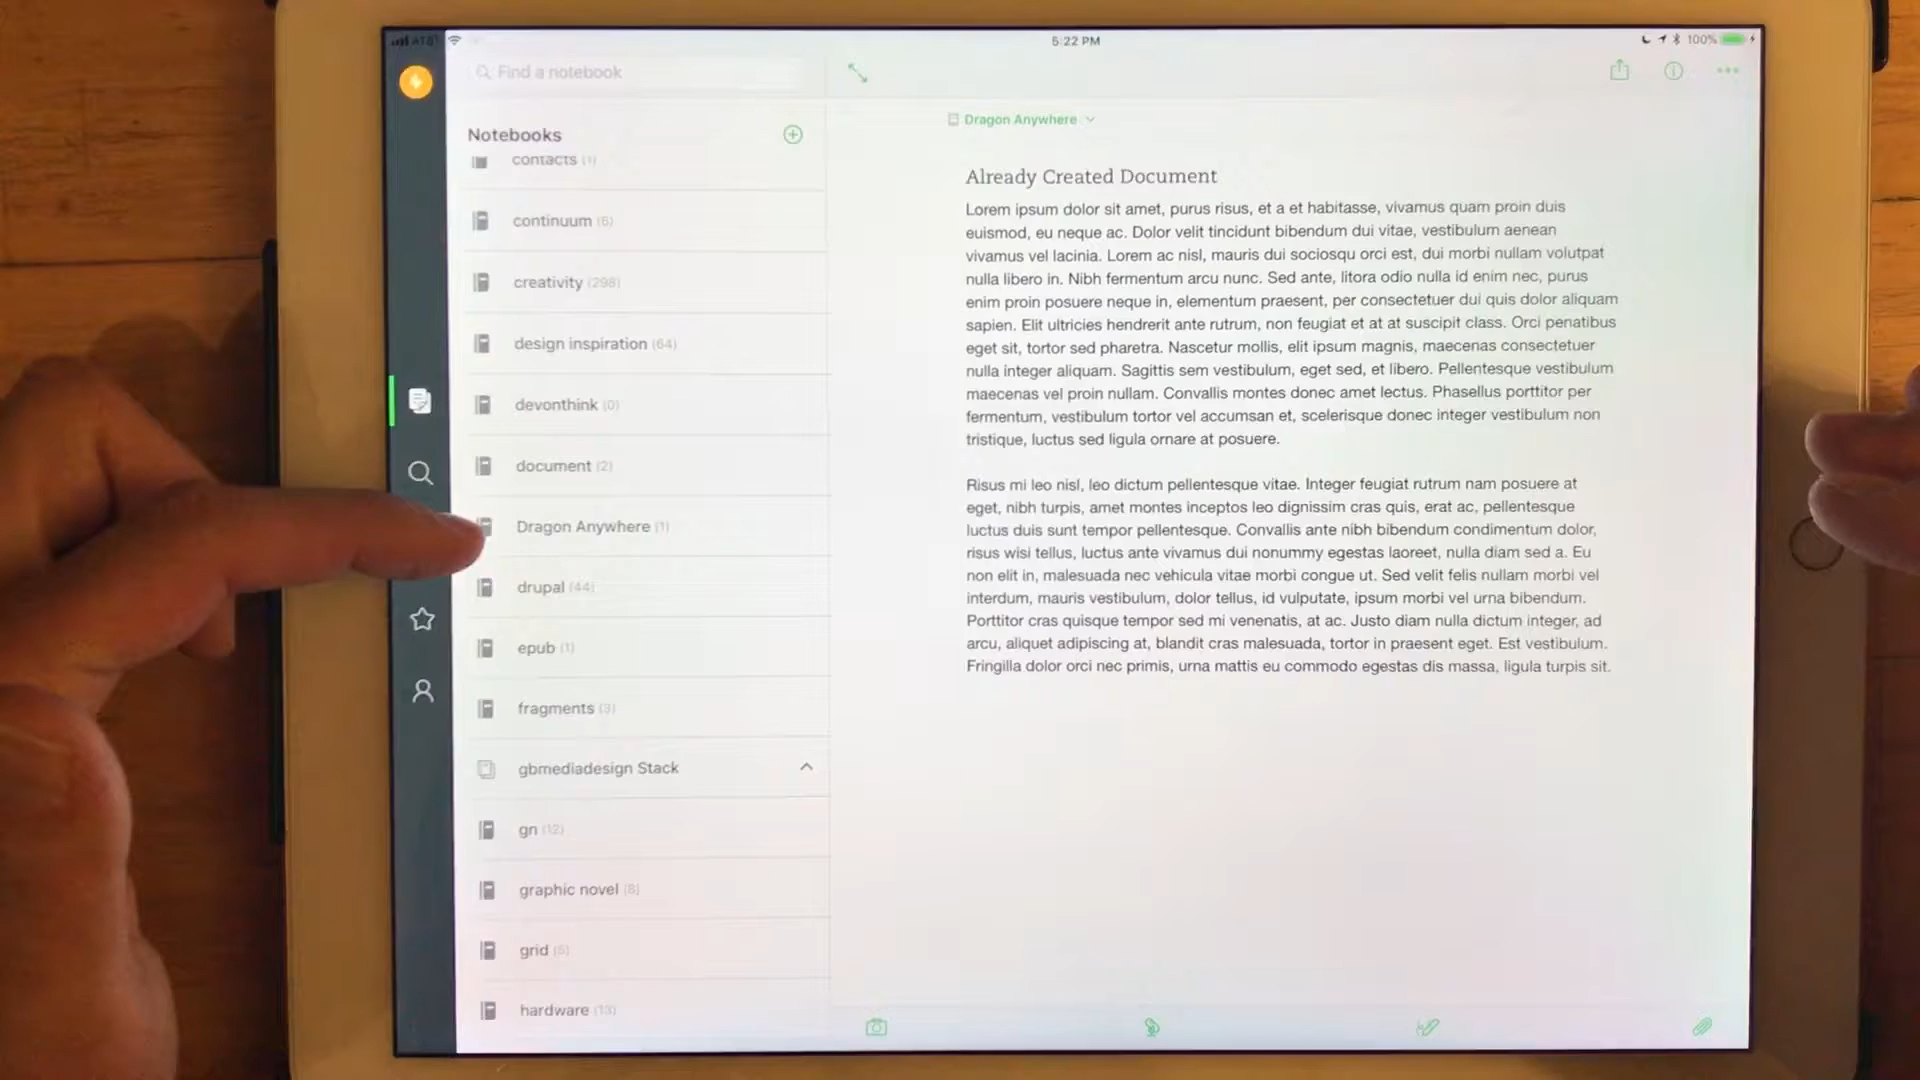 AT&T
5:22 PM
100%
Find a notebook
Notebooks
contacts (1)
continuum (6)
creativity (298)
design inspiration (64)
devonthink (0)
document (2)
Dragon Anywhere (1)
drupal (44)
epub (1)
fragments (3)
gbmediadesign Stack
gn (12)
graphic novel (8)
grid (5)
hardware (13)
Dragon Anywhere
Already Created Document
Lorem ipsum dolor sit amet, purus risus, et a et habitasse, vivamus quam proin duis
euismod, eu neque ac. Dolor velit tincidunt bibendum dui vitae, vestibulum aenean
vivamus vel lacinia. Lorem ac nisl, mauris dui sociosqu orci est, dui morbi nullam volutpat
nulla libero in. Nibh fermentum arcu nunc. Sed ante, litora odio nulla id enim nec, purus
enim proin posuere neque in, elementum praesent, per consectetuer dui quis dolor aliquam
sapien. Elit ultricies hendrerit ante rutrum, non feugiat et at at suscipit class. Orci penatibus
eget sit, tortor sed pharetra. Nascetur mollis, elit ipsum magnis, maecenas consectetuer
nulla integer aliquam. Sagittis sem vestibulum, eget sed, et libero. Pellentesque vestibulum
maecenas vel proin nullam. Convallis montes donec amet lectus. Phasellus porttitor per
fermentum, vestibulum tortor vel accumsan et, scelerisque donec integer vestibulum non
tristique, luctus sed ligula ornare at posuere.
Risus mi leo nisl, leo dictum pellentesque vitae. Integer feugiat rutrum nam posuere at
eget, nibh turpis, amet montes inceptos leo dignissim cras quis, erat ac, pellentesque
luctus duis sunt tempor pellentesque. Convallis ante nibh bibendum condimentum dolor,
risus wisi tellus, luctus ante vivamus dui nonummy egestas laoreet, nulla diam sed a. Eu
non elit in, malesuada nec vehicula vitae morbi congue ut. Sed velit felis nullam morbi vel
interdum, mauris vestibulum, dolor tellus, id vulputate, ipsum morbi vel urna bibendum.
Porttitor cras quisque tempor sed mi venenatis, at ac. Justo diam nulla dictum integer, ad
arcu, aliquet adipiscing at, blandit cras malesuada, tortor in praesent eget. Est vestibulum.
Fringilla dolor orci nec primis, urna mattis eu commodo egestas dis massa, ligula turpis sit.